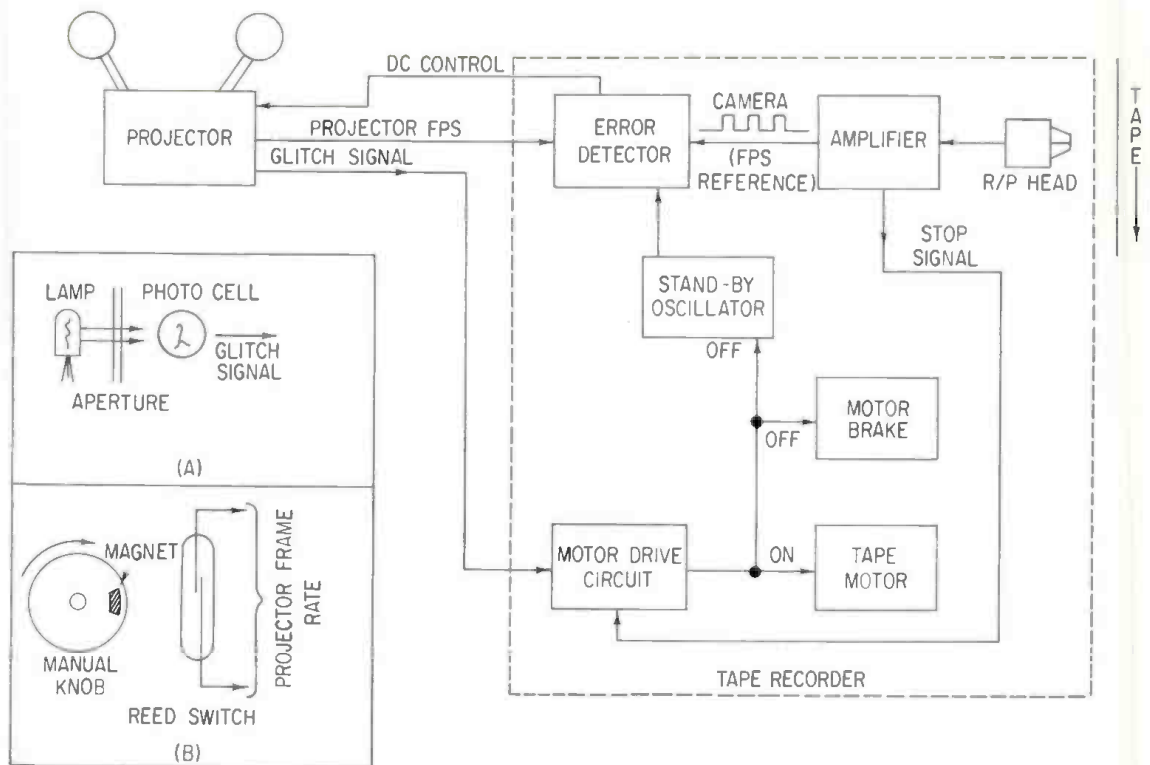 DC CONTROL
PROJECTOR
PROJECTOR FPS
GLITCH SIGNAL
ERROR
DETECTOR
CAMERA
(FPS
REFERENCE)
AMPLIFIER
R/P HEAD
TAPE
STOP
SIGNAL
STAND-BY
OSCILLATOR
OFF
MOTOR
BRAKE
OFF
MOTOR DRIVE
CIRCUIT
ON
TAPE
MOTOR
TAPE RECORDER
LAMP
PHOTO CELL
GLITCH
SIGNAL
APERTURE
(A)
MAGNET
MANUAL
KNOB
REED SWITCH
PROJECTOR FRAME
RATE
(B)